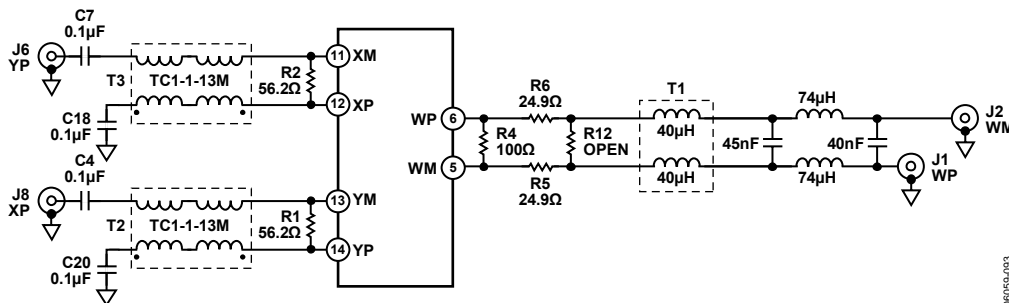 C7
0.1µF
J6
YP
T3
TC1-1-13M
R2
56.2Ω
11
XM
12
XP
C18
0.1µF
C4
0.1µF
J8
XP
T2
TC1-1-13M
R1
56.2Ω
13
YM
14
YP
C20
0.1µF
WP
6
WM
5
R4
100Ω
R6
24.9Ω
R12
OPEN
R5
24.9Ω
T1
40µH
40µH
45nF
74µH
74µH
40nF
J2
WM
J1
WP
06059-093